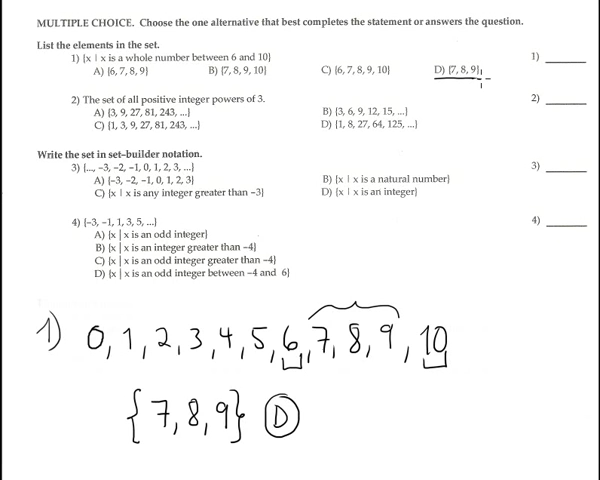 MULTIPLE CHOICE. Choose the one alternative that best completes the statement or answers the question.
List the elements in the set.
1) {x | x is a whole number between 6 and 10} 1) ______
A) {6, 7, 8, 9} B) {7, 8, 9, 10} C) {6, 7, 8, 9, 10} D) {7, 8, 9}
2) The set of all positive integer powers of 3. 2) ______
A) {3, 9, 27, 81, 243, ...} B) {3, 6, 9, 12, 15, ...}
C) {1, 3, 9, 27, 81, 243, ...} D) {1, 8, 27, 64, 125, ...}
Write the set in set-builder notation.
3) {..., -3, -2, -1, 0, 1, 2, 3, ...} 3) ______
A) {-3, -2, -1, 0, 1, 2, 3} B) {x | x is a natural number}
C) {x | x is any integer greater than -3} D) {x | x is an integer}
4) {-3, -1, 1, 3, 5, ...} 4) ______
A) {x | x is an odd integer}
B) {x | x is an integer greater than -4}
C) {x | x is an odd integer greater than -4}
D) {x | x is an odd integer between -4 and 6}
1) 0, 1, 2, 3, 4, 5, 6, 7, 8, 9, 10
{7, 8, 9} D